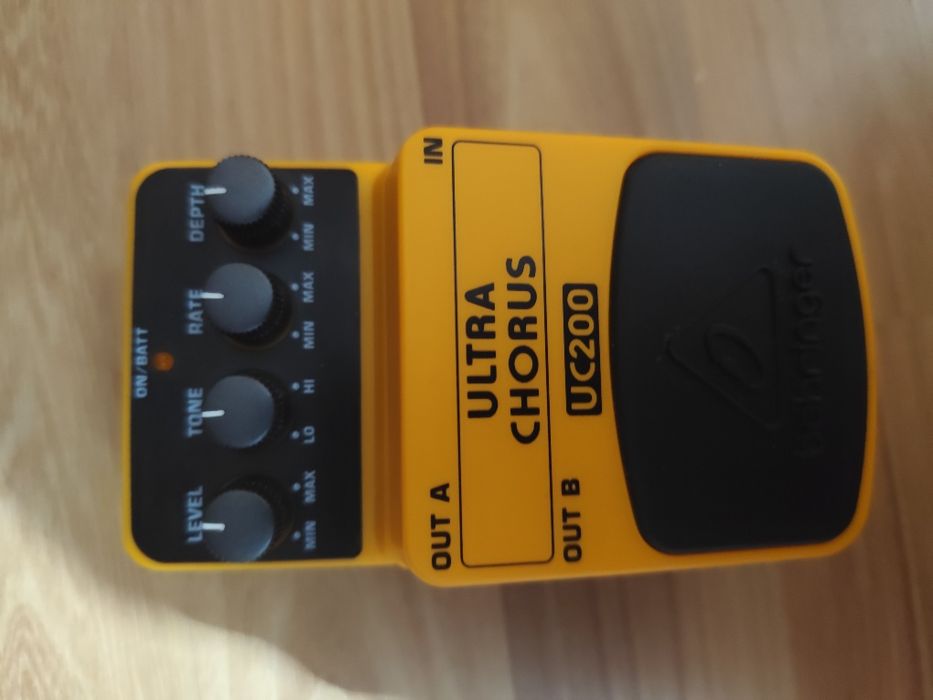 ON/BATT
LEVEL TONE RATE DEPTH
MIN MAX LO HI MIN MAX MIN MAX
OUT A IN
ULTRA
CHORUS
OUT B UC200
behringer